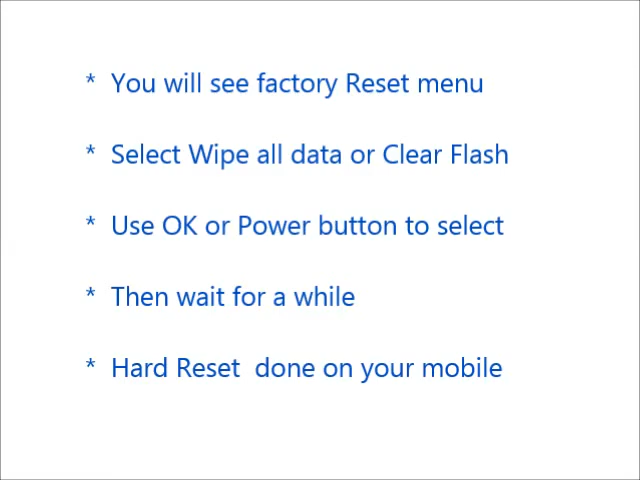 * You will see factory Reset menu
* Select Wipe all data or Clear Flash
* Use OK or Power button to select
* Then wait for a while
* Hard Reset  done on your mobile